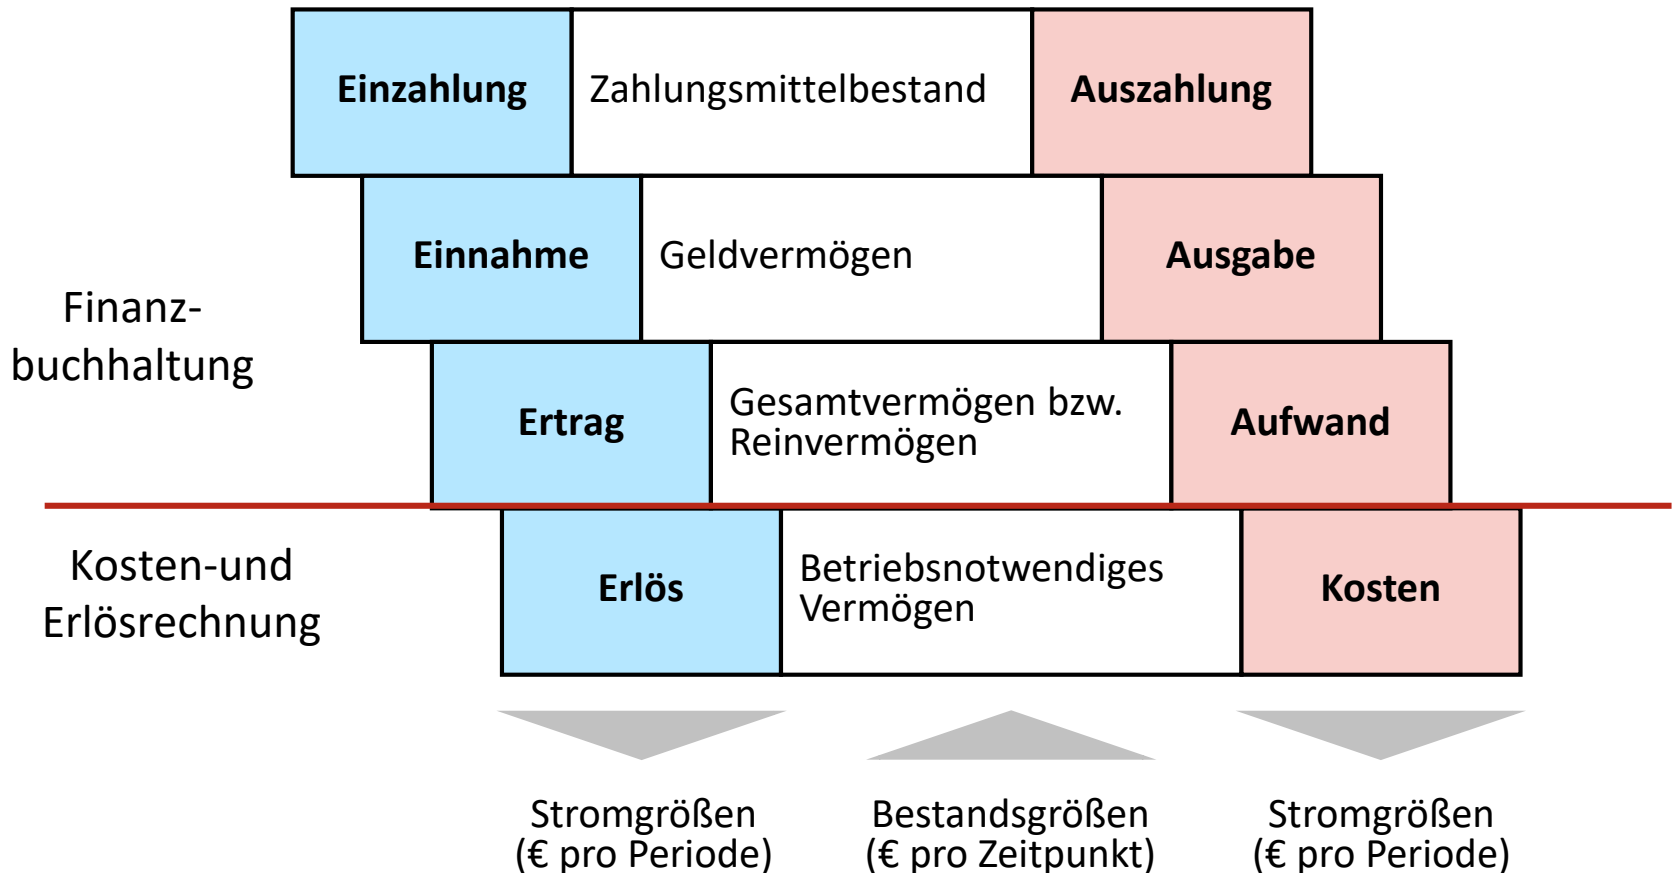 Einzahlung
Zahlungsmittelbestand
Auszahlung
Einnahme
Geldvermögen
Ausgabe
Finanz-
buchhaltung
Ertrag
Gesamtvermögen bzw.
Reinvermögen
Aufwand
Kosten-und
Erlösrechnung
Erlös
Betriebsnotwendiges
Vermögen
Kosten
Stromgrößen
(€ pro Periode)
Bestandsgrößen
(€ pro Zeitpunkt)
Stromgrößen
(€ pro Periode)